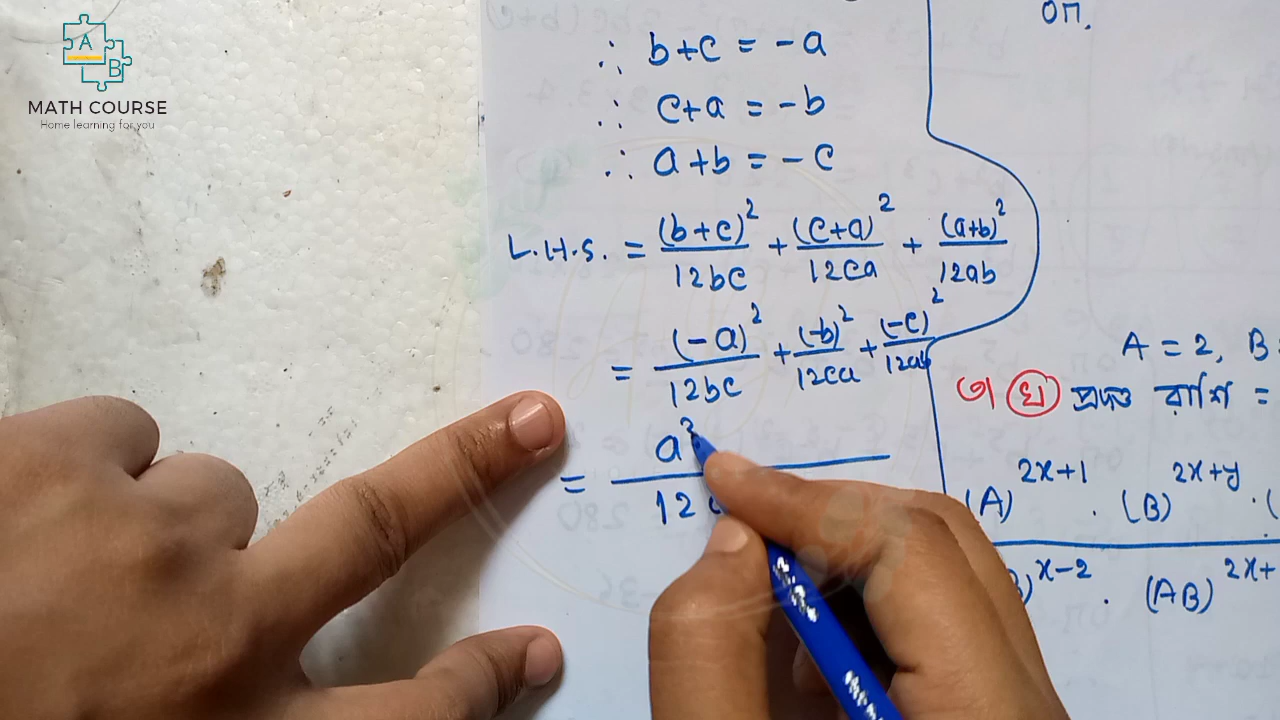 A
B
MATH COURSE
Home learning for you
∴ b+c = -a
∴ c+a = -b
∴ a+b = -c
L.H.S. = (b+c)²/12bc + (c+a)²/12ca + (a+b)²/12ab
= (-a)²/12bc + (-b)²/12ca + (-c)²/12ab
= a³
12
on.
A = 2, B
ঘ প্রদত্ত রাশি =
(A)^2x+1 · (B)^2x+y · (
)^x-2 · (AB)^2x+